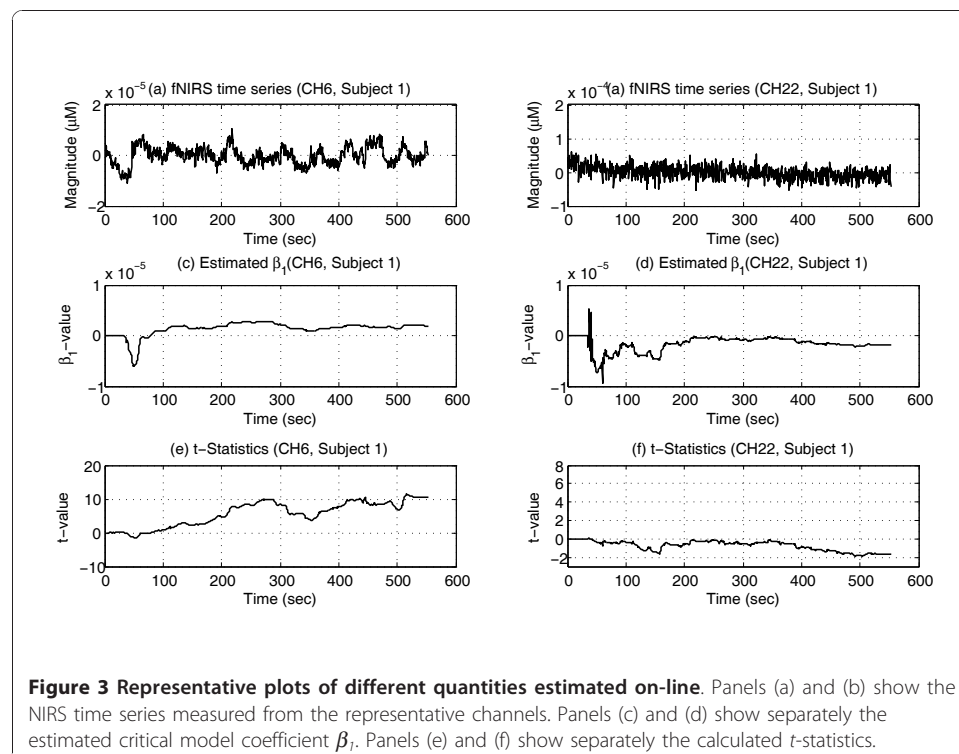 x 10⁻⁵ (a) fNIRS time series (CH6, Subject 1)
2
0
−2
Magnitude (μM)
0 100 200 300 400 500 600
Time (sec)
x 10⁻⁴ (a) fNIRS time series (CH22, Subject 1)
2
1
0
−1
Magnitude (μM)
0 100 200 300 400 500 600
Time (sec)
x 10⁻⁵ (c) Estimated β₁(CH6, Subject 1)
1
0
−1
β₁−value
0 100 200 300 400 500 600
Time (sec)
x 10⁻⁵ (d) Estimated β₁(CH22, Subject 1)
1
0
−1
β₁−value
0 100 200 300 400 500 600
Time (sec)
(e) t−Statistics (CH6, Subject 1)
20
10
0
−10
t−value
0 100 200 300 400 500 600
Time (sec)
(f) t−Statistics (CH22, Subject 1)
8
6
4
2
0
−2
t−value
0 100 200 300 400 500 600
Time (sec)
Figure 3 Representative plots of different quantities estimated on-line. Panels (a) and (b) show the
NIRS time series measured from the representative channels. Panels (c) and (d) show separately the
estimated critical model coefficient β₁. Panels (e) and (f) show separately the calculated t-statistics.